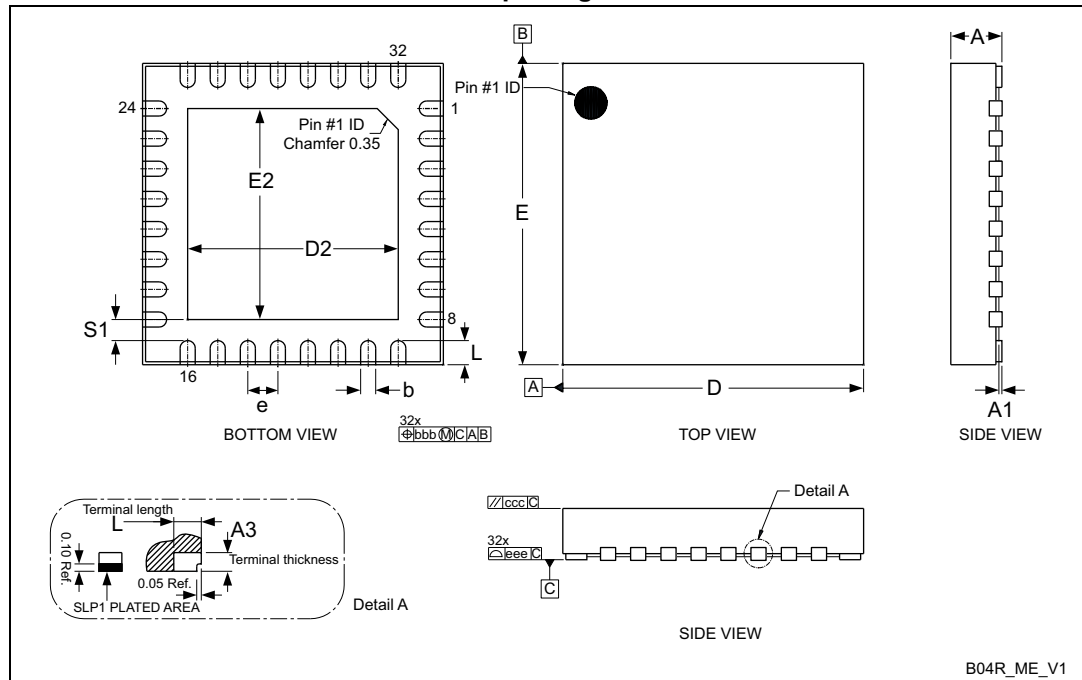 32
24
1
Pin #1 ID
Chamfer 0.35
E2
D2
S1
8
L
16
e
b
BOTTOM VIEW
32x
⌖ bbb Ⓜ C A B
B
Pin #1 ID
E
A
D
TOP VIEW
A
A1
SIDE VIEW
Terminal length
L
A3
Terminal thickness
0.10 Ref.
0.05 Ref.
SLP1 PLATED AREA
Detail A
// ccc C
32x
⌓ eee C
C
Detail A
SIDE VIEW
B04R_ME_V1